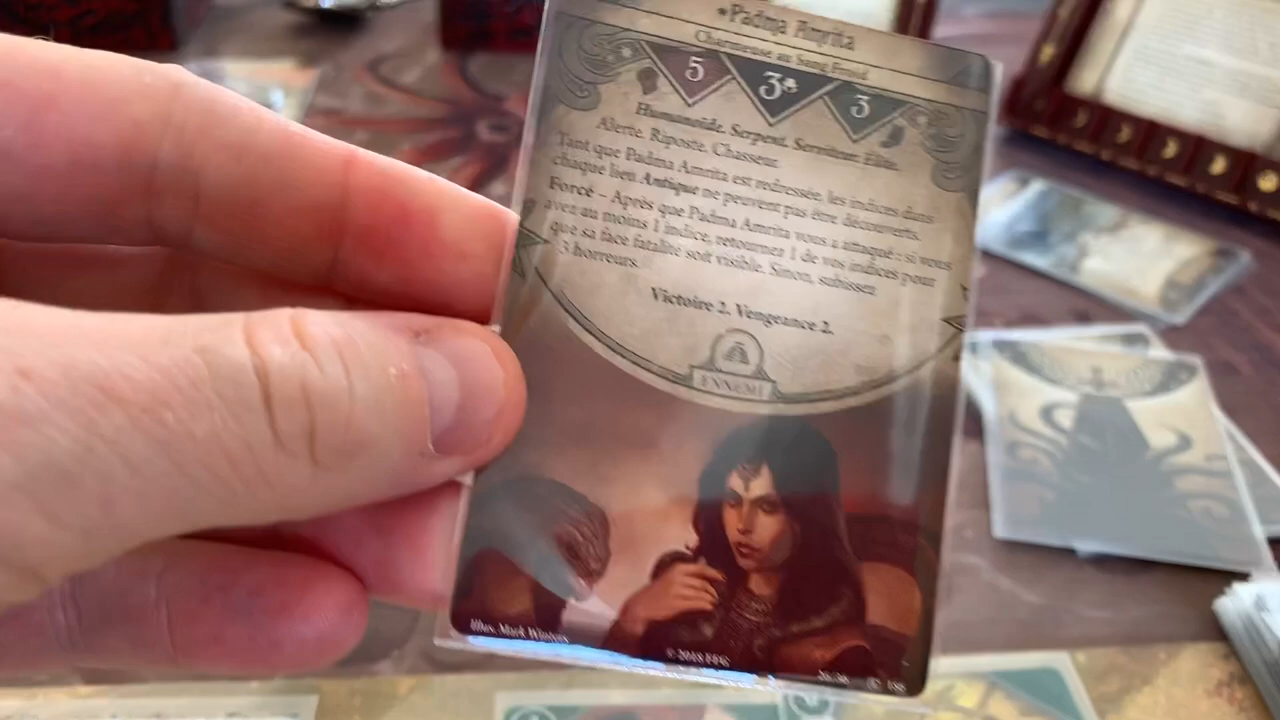 Padma Amrita
Charmeuse au Sang Froid
5 3 3
Humanoïde. Serpent. Serviteur. Élite.
Alerte. Riposte. Chasseur.
Tant que Padma Amrita est redressée, les indices dans
chaque lieu Antique ne peuvent pas être découverts.
Forcé – Après que Padma Amrita vous a attaqué : si vous
avez au moins 1 indice, retournez 1 de vos indices pour
que sa face fatalité soit visible. Sinon, subissez
3 horreurs.
Victoire 2. Vengeance 2.
ENNEMI
Illus. Mark Winters
© 2018 FFG